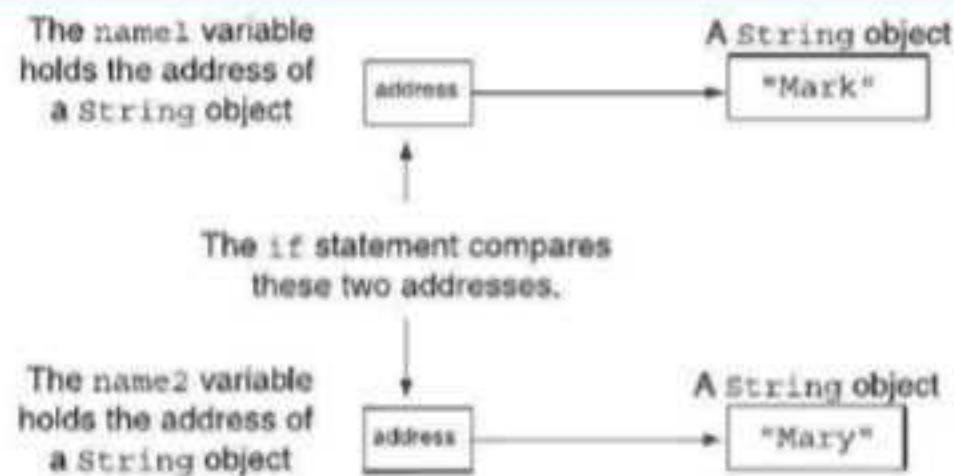 The name1 variable
holds the address of
a String object
address
A String object
"Mark"
The if statement compares
these two addresses.
The name2 variable
holds the address of
a String object
address
A String object
"Mary"